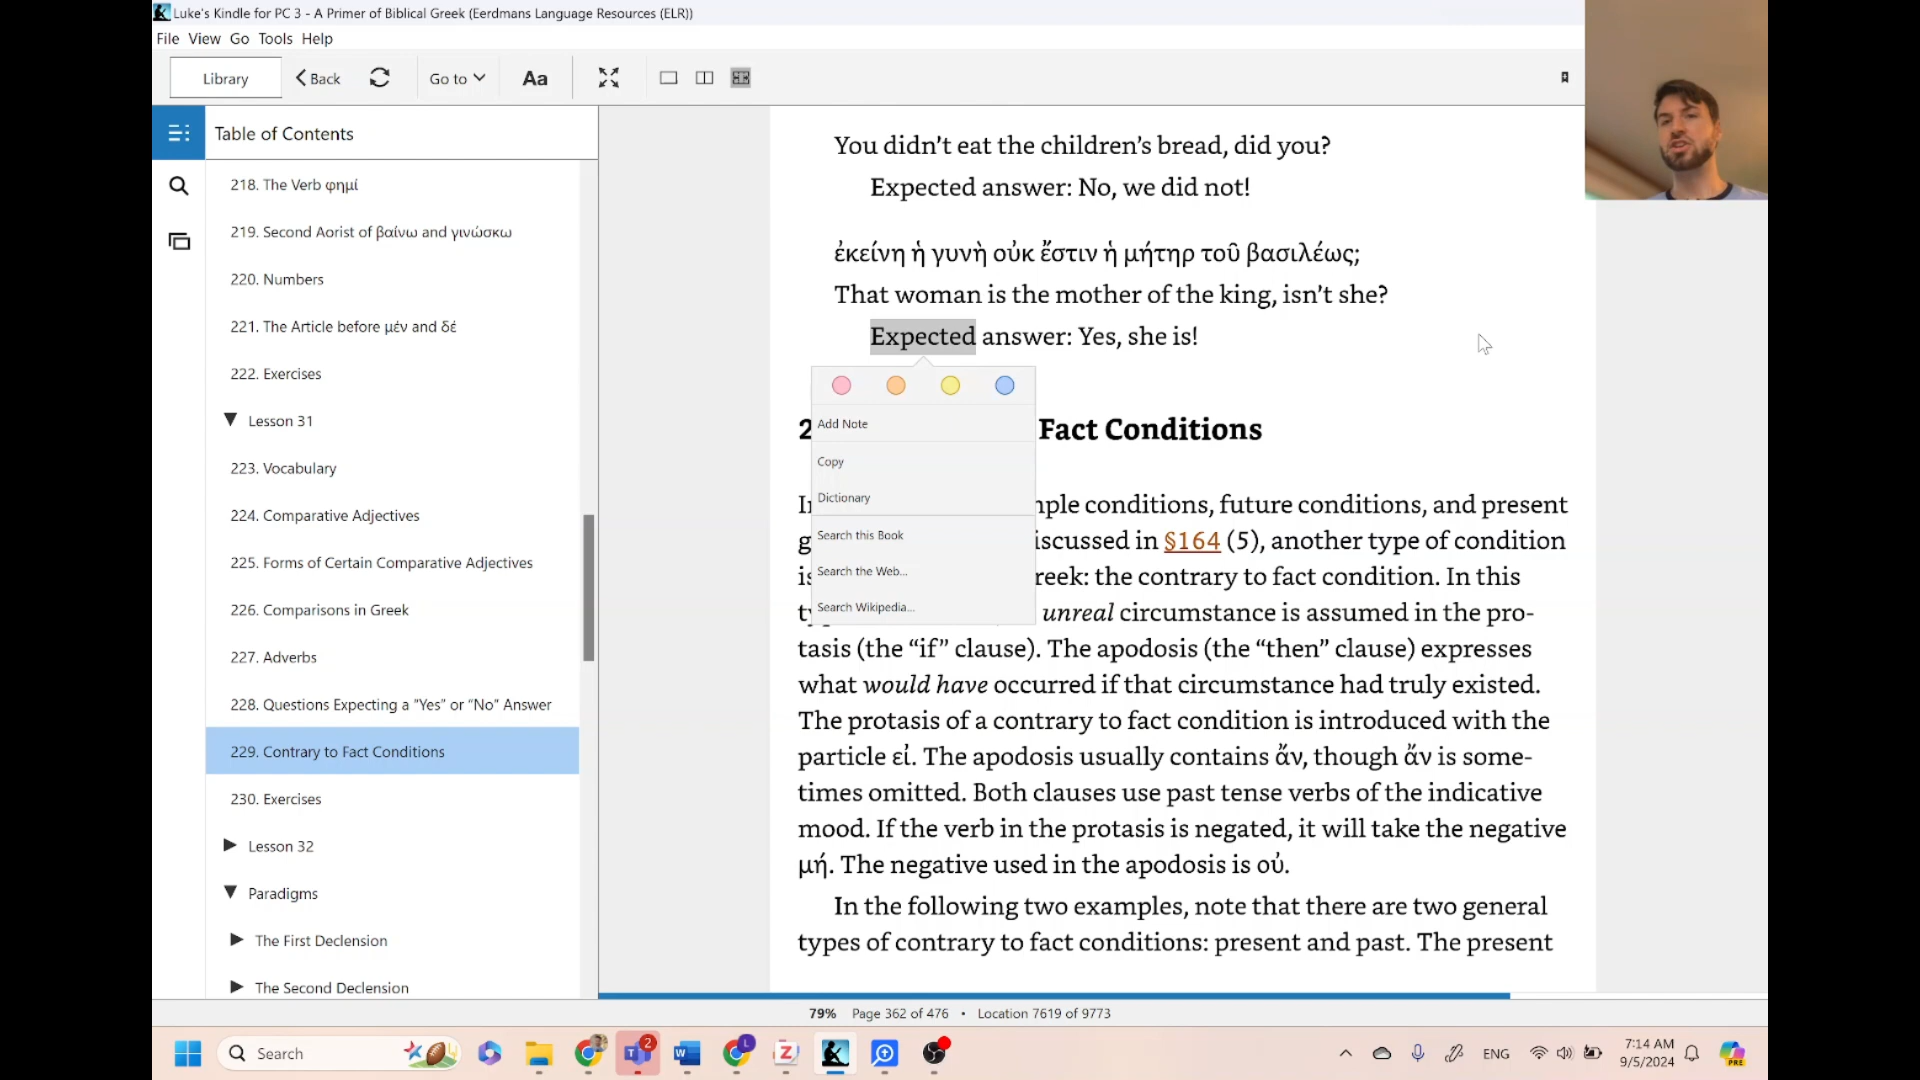 Luke's Kindle for PC 3 - A Primer of Biblical Greek (Eerdmans Language Resources (ELR))
File View Go Tools Help
Library Back Go to Aa
Table of Contents
218. The Verb φημί
219. Second Aorist of βαίνω and γινώσκω
220. Numbers
221. The Article before μέν and δέ
222. Exercises
Lesson 31
223. Vocabulary
224. Comparative Adjectives
225. Forms of Certain Comparative Adjectives
226. Comparisons in Greek
227. Adverbs
228. Questions Expecting a "Yes" or "No" Answer
229. Contrary to Fact Conditions
230. Exercises
Lesson 32
Paradigms
The First Declension
The Second Declension
You didn’t eat the children’s bread, did you?
Expected answer: No, we did not!
ἐκείνη ἡ γυνὴ οὐκ ἔστιν ἡ μήτηρ τοῦ βασιλέως;
That woman is the mother of the king, isn’t she?
Expected answer: Yes, she is!
Add Note
Copy
Dictionary
Search this Book
Search the Web...
Search Wikipedia...
2 Fact Conditions
ple conditions, future conditions, and present
iscussed in §164 (5), another type of condition
reek: the contrary to fact condition. In this
unreal circumstance is assumed in the pro-
tasis (the “if” clause). The apodosis (the “then” clause) expresses
what would have occurred if that circumstance had truly existed.
The protasis of a contrary to fact condition is introduced with the
particle εἰ. The apodosis usually contains ἄν, though ἄν is some-
times omitted. Both clauses use past tense verbs of the indicative
mood. If the verb in the protasis is negated, it will take the negative
μή. The negative used in the apodosis is οὐ.
In the following two examples, note that there are two general
types of contrary to fact conditions: present and past. The present
79% Page 362 of 476 • Location 7619 of 9773
Search 2 ENG 7:14 AM
9/5/2024
PRE